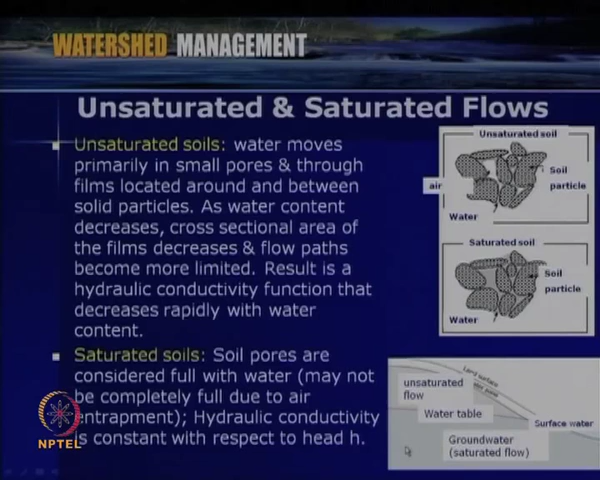 WATERSHED MANAGEMENT
Unsaturated & Saturated Flows
Unsaturated soils: water moves
primarily in small pores & through
films located around and between
solid particles. As water content
decreases, cross sectional area of
the films decreases & flow paths
become more limited. Result is a
hydraulic conductivity function that
decreases rapidly with water
content.
Saturated soils: Soil pores are
considered full with water (may not
be completely full due to air
entrapment); Hydraulic conductivity
is constant with respect to head h.
Unsaturated soil
air
Soil
particle
Water
Saturated soil
Soil
particle
Water
Land surface
unsaturated
flow
Water table
Surface water
Groundwater
(saturated flow)
NPTEL